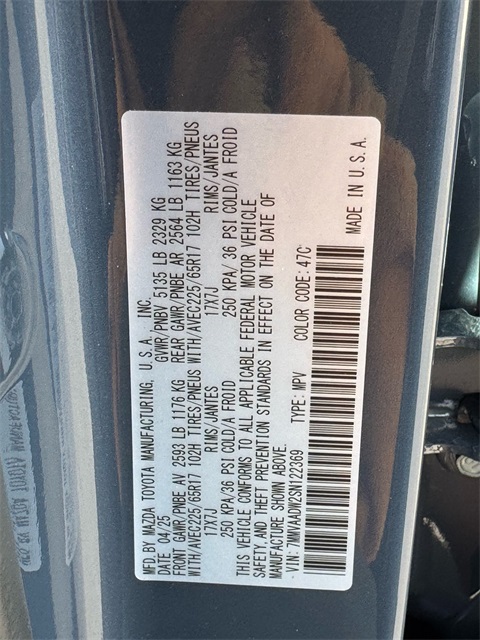 MFD. BY MAZDA TOYOTA MANUFACTURING, U.S.A., INC.
DATE 04/25 GVWR/PNBV 5135 LB 2329 KG
FRONT GAWR/PNBE AV 2593 LB 1176 KG REAR GAWR/PNBE AR 2564 LB 1163 KG
WITH/AVEC225/65R17 102H TIRES/PNEUS WITH/AVEC225/65R17 102H TIRES/PNEUS
17X7J RIMS/JANTES 17X7J RIMS/JANTES
250 KPA/36 PSI COLD/A FROID 250 KPA/ 36 PSI COLD/A FROID
THIS VEHICLE CONFORMS TO ALL APPLICABLE FEDERAL MOTOR VEHICLE
SAFETY AND THEFT PREVENTION STANDARDS IN EFFECT ON THE DATE OF
MANUFACTURE SHOWN ABOVE.
VIN: 7MMVAADW2SN122369 TYPE: MPV COLOR CODE: 47C
MADE IN U.S.A.